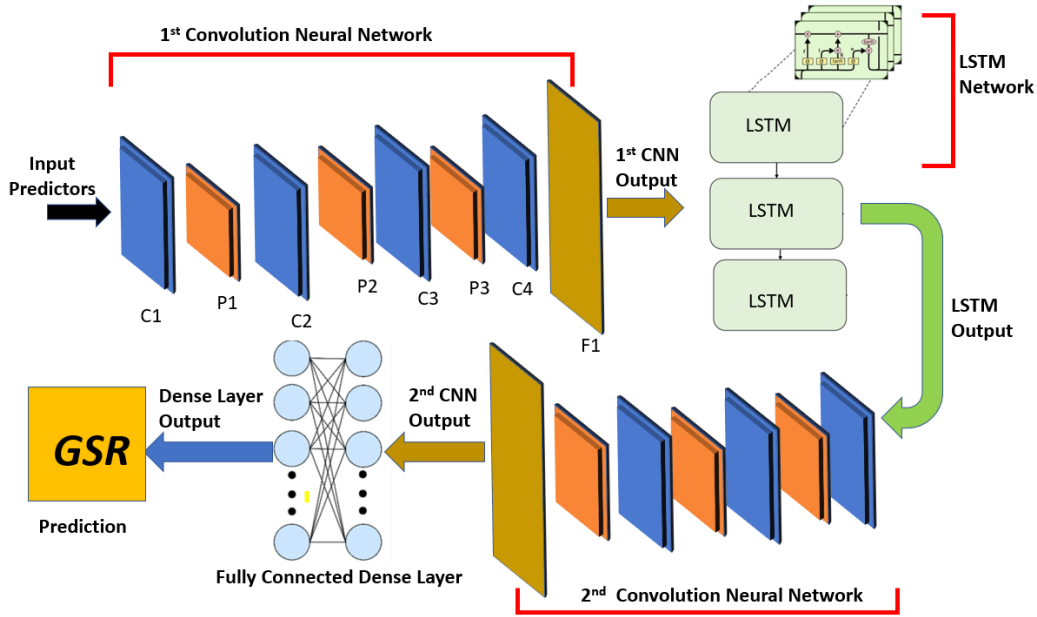 1st Convolution Neural Network
LSTM
Network
LSTM
Input
Predictors
1st CNN
Output
LSTM
LSTM
C1
P1
C2
P2
C3
P3
C4
F1
LSTM
Output
Dense Layer
Output
2nd CNN
Output
GSR
Prediction
Fully Connected Dense Layer
2nd Convolution Neural Network